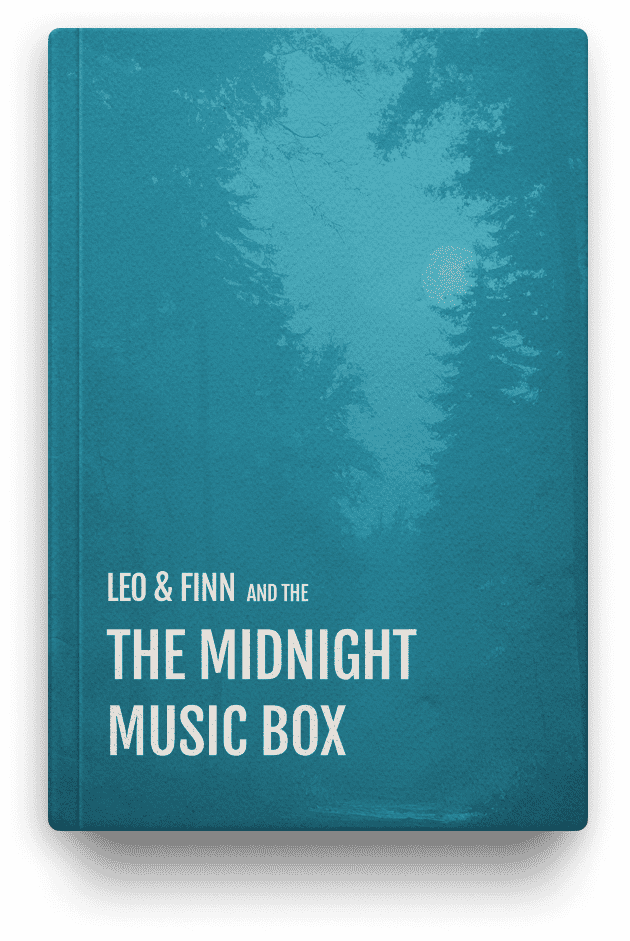 LEO & FINN AND THE
THE MIDNIGHT
MUSIC BOX